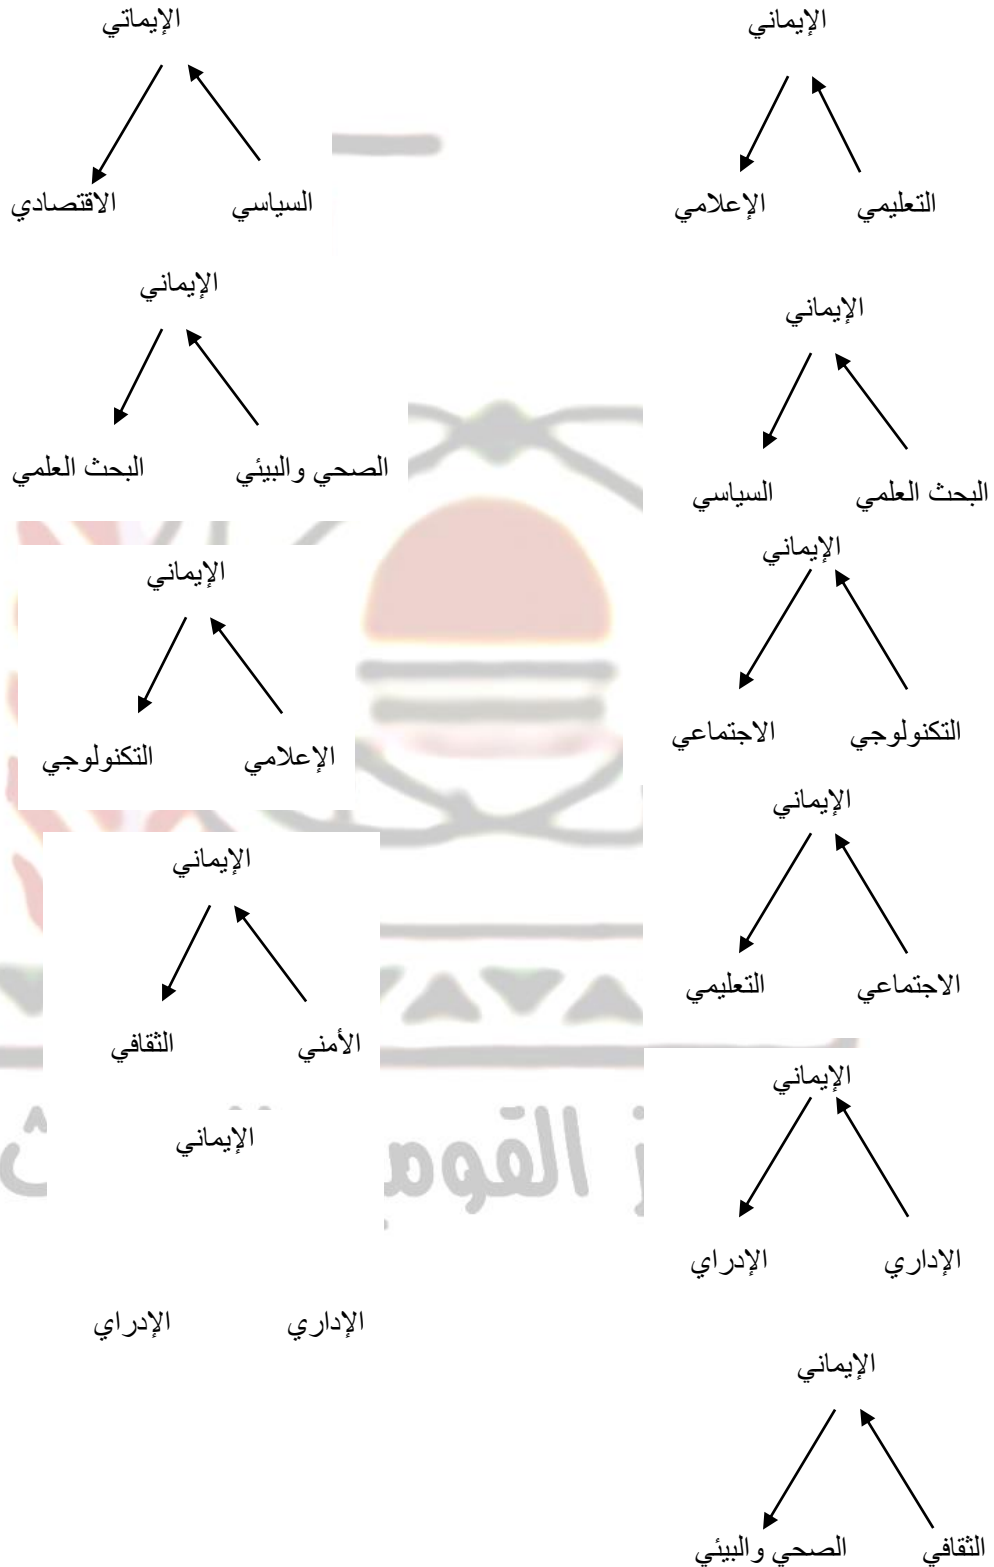 الإيماني
التعليمي الإعلامي
الإيماتي
السياسي الاقتصادي
الإيماني
البحث العلمي السياسي
الإيماني
الصحي والبيئي البحث العلمي
الإيماني
التكنولوجي الاجتماعي
الإيماني
الإعلامي التكنولوجي
الإيماني
الاجتماعي التعليمي
الإيماني
الأمني الثقافي
الإيماني
الإداري الإدراي
الإيماني
الإداري الإدراي
الإيماني
الثقافي الصحي والبيئي